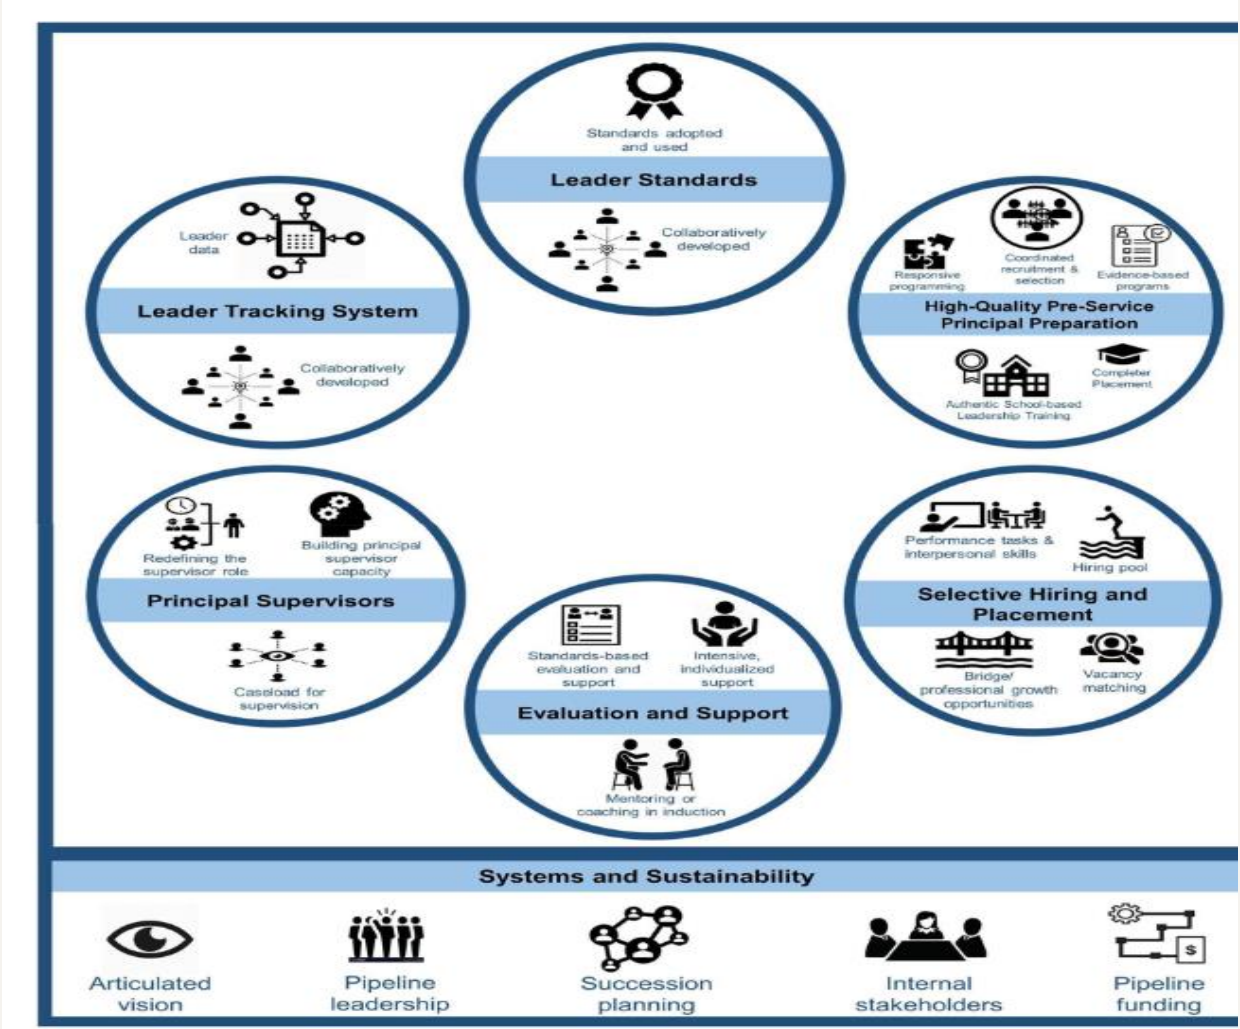 Standards adopted
and used
Leader Standards
Collaboratively
developed
Leader
data
Leader Tracking System
Collaboratively
developed
Responsive
programming
Coordinated
recruitment &
selection
Evidence-based
programs
High-Quality Pre-Service
Principal Preparation
Authentic School-based
Leadership Training
Completer
Placement
Redefining the
supervisor role
Building principal
supervisor
capacity
Principal Supervisors
Caseload for
supervision
Standards-based
evaluation and
support
Intensive,
individualized
support
Evaluation and Support
Mentoring or
coaching in induction
Performance tasks &
interpersonal skills
Hiring pool
Selective Hiring and
Placement
Bridge/
professional growth
opportunities
Vacancy
matching
Systems and Sustainability
Articulated
vision
Pipeline
leadership
Succession
planning
Internal
stakeholders
$
Pipeline
funding